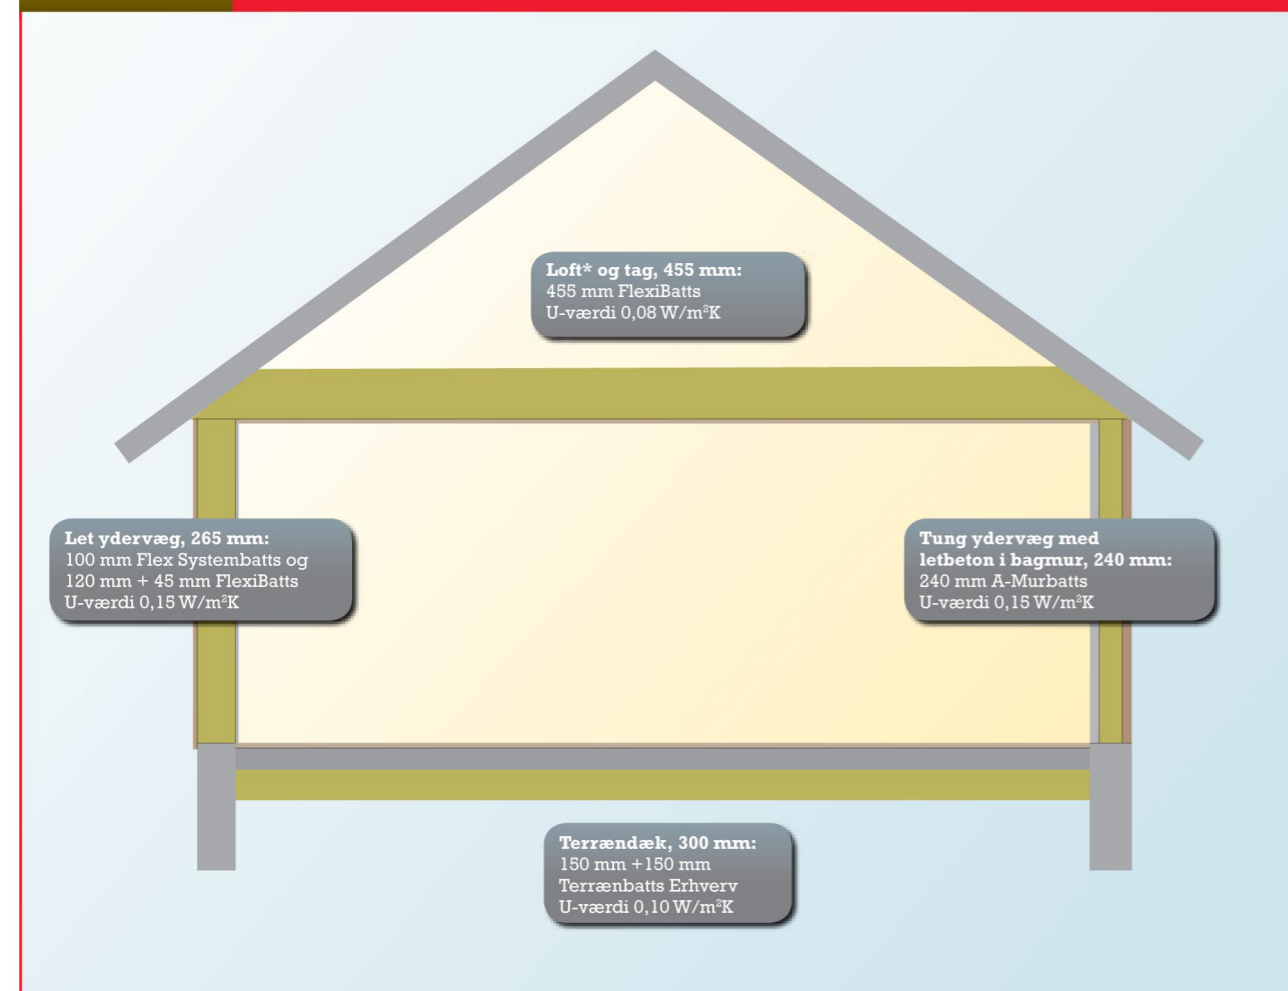 Loft* og tag, 455 mm:
455 mm FlexiBatts
U-værdi 0,08 W/m²K
Let ydervæg, 265 mm:
100 mm Flex Systembatts og
120 mm + 45 mm FlexiBatts
U-værdi 0,15 W/m²K
Tung ydervæg med
letbeton i bagmur, 240 mm:
240 mm A-Murbatts
U-værdi 0,15 W/m²K
Terrændæk, 300 mm:
150 mm +150 mm
Terrænbatts Erhverv
U-værdi 0,10 W/m²K